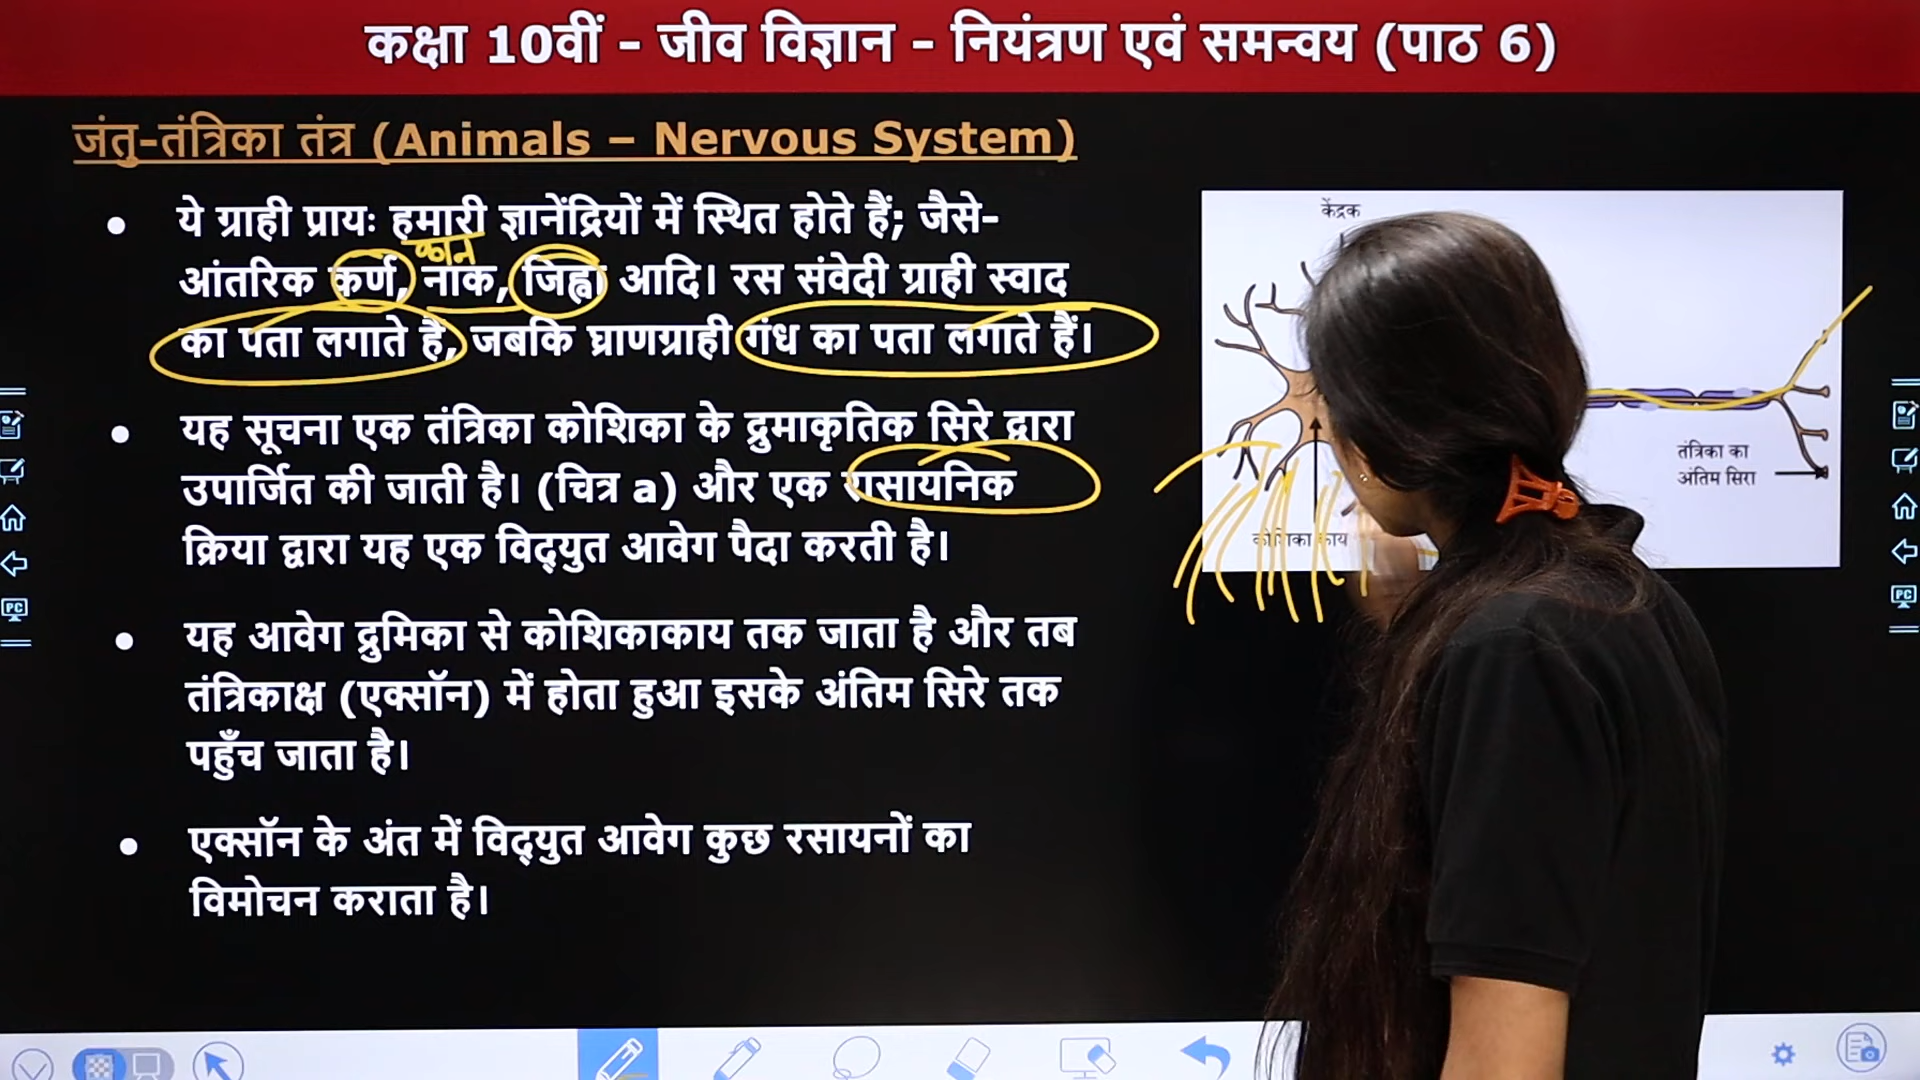 कक्षा 10वीं - जीव विज्ञान - नियंत्रण एवं समन्वय (पाठ 6)
जंतु-तंत्रिका तंत्र (Animals – Nervous System)
ये ग्राही प्रायः हमारी ज्ञानेंद्रियों में स्थित होते हैं; जैसे-
कान
आंतरिक कर्ण, नाक, जिह्वा आदि। रस संवेदी ग्राही स्वाद
का पता लगाते है, जबकि घ्राणग्राही गंध का पता लगाते हैं।
यह सूचना एक तंत्रिका कोशिका के द्रुमाकृतिक सिरे द्वारा
उपार्जित की जाती है। (चित्र a) और एक रासायनिक
क्रिया द्वारा यह एक विद्युत आवेग पैदा करती है।
यह आवेग द्रुमिका से कोशिकाकाय तक जाता है और तब
तंत्रिकाक्ष (एक्सॉन) में होता हुआ इसके अंतिम सिरे तक
पहुँच जाता है।
एक्सॉन के अंत में विद्युत आवेग कुछ रसायनों का
विमोचन कराता है।
केंद्रक
तंत्रिका का
अंतिम सिरा
कोशिका काय
PC
PC